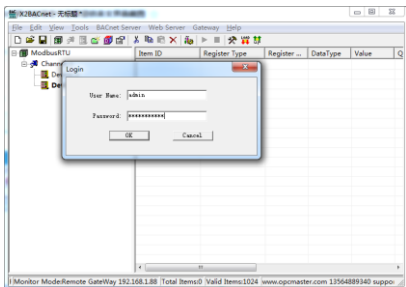 X2BACnet - 无标题 *
File Edit View Tools BACnet Server Web Server Gateway Help
ModbusRTU
Item ID Register Type Register ... DataType Value Q
Login
User Name: admin
Password: ***********
OK Cancel
Monitor Mode:Remote GateWay 192.168.1.88 Total Items:0 Valid Items:1024 www.opcmaster.com 13564889340 suppo